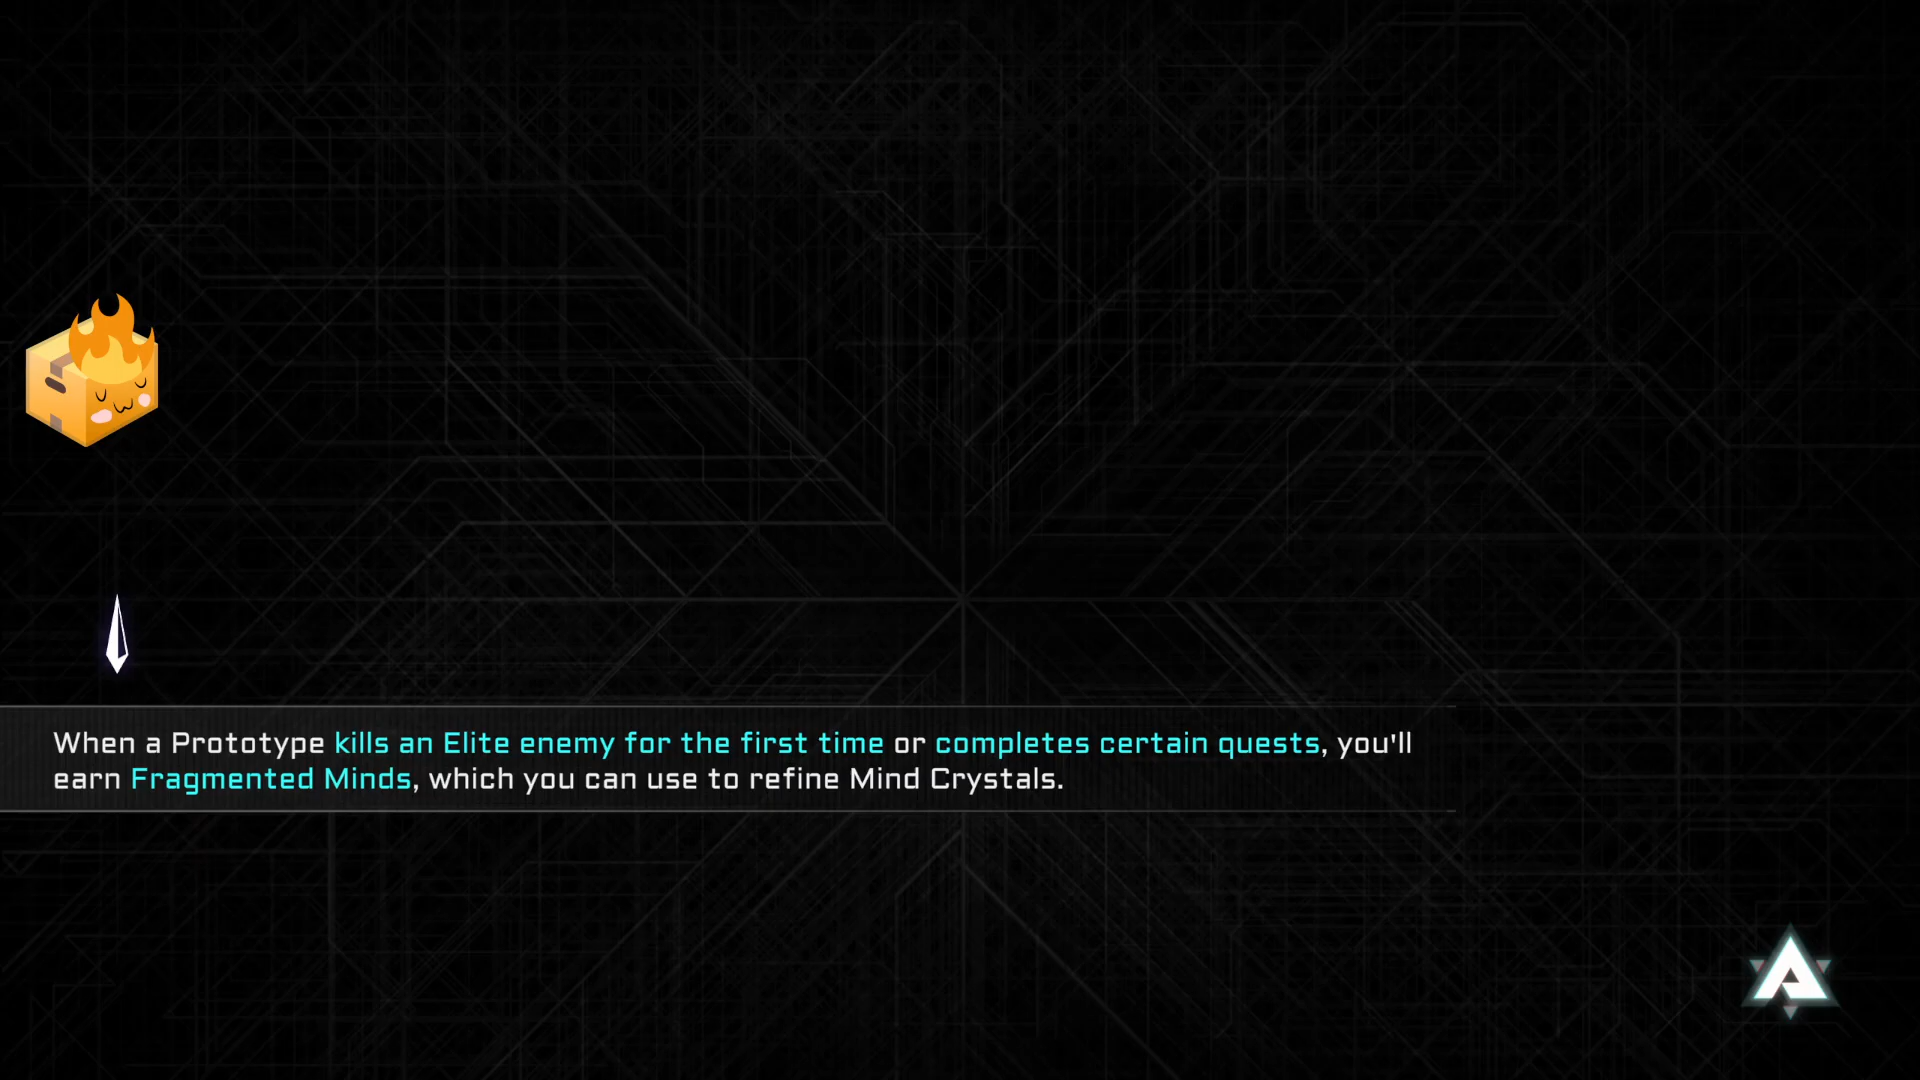 When a Prototype kills an Elite enemy for the first time or completes certain quests, you'll
earn Fragmented Minds, which you can use to refine Mind Crystals.